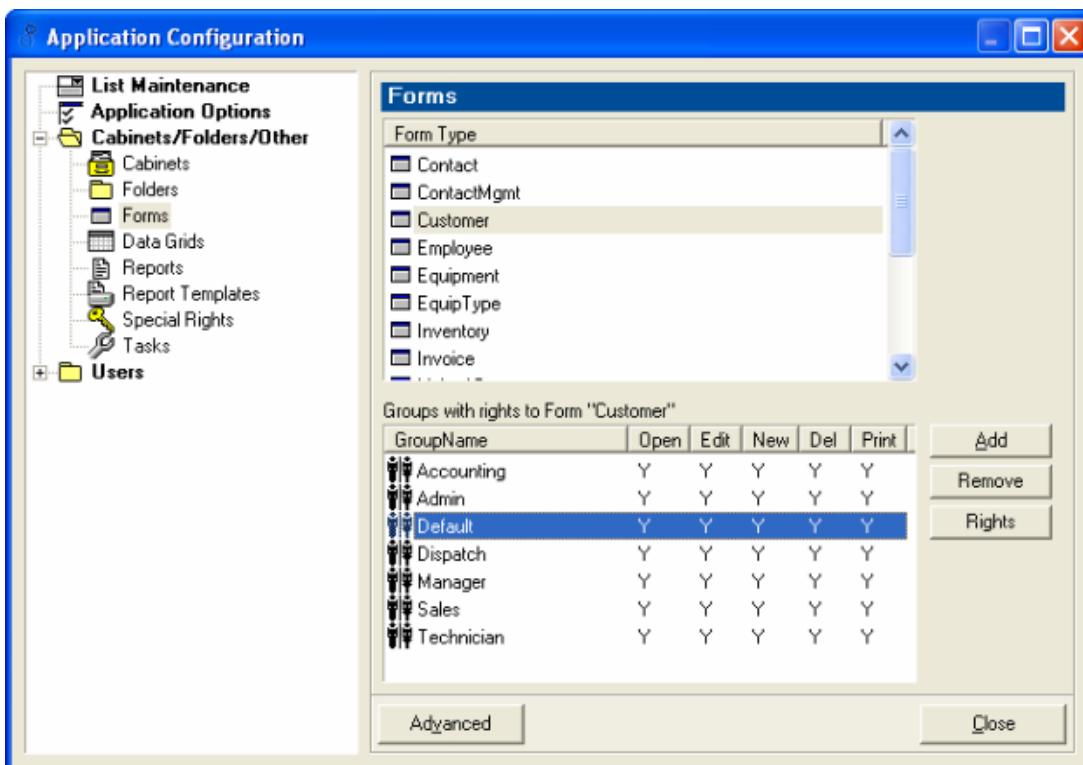 Application Configuration
List Maintenance
Application Options
Cabinets/Folders/Other
Cabinets
Folders
Forms
Data Grids
Reports
Report Templates
Special Rights
Tasks
Users
Forms
Form Type
Contact
ContactMgmt
Customer
Employee
Equipment
EquipType
Inventory
Invoice
Groups with rights to Form "Customer"
GroupName Open Edit New Del Print
Accounting Y Y Y Y Y
Admin Y Y Y Y Y
Default Y Y Y Y Y
Dispatch Y Y Y Y Y
Manager Y Y Y Y Y
Sales Y Y Y Y Y
Technician Y Y Y Y Y
Add
Remove
Rights
Advanced
Close